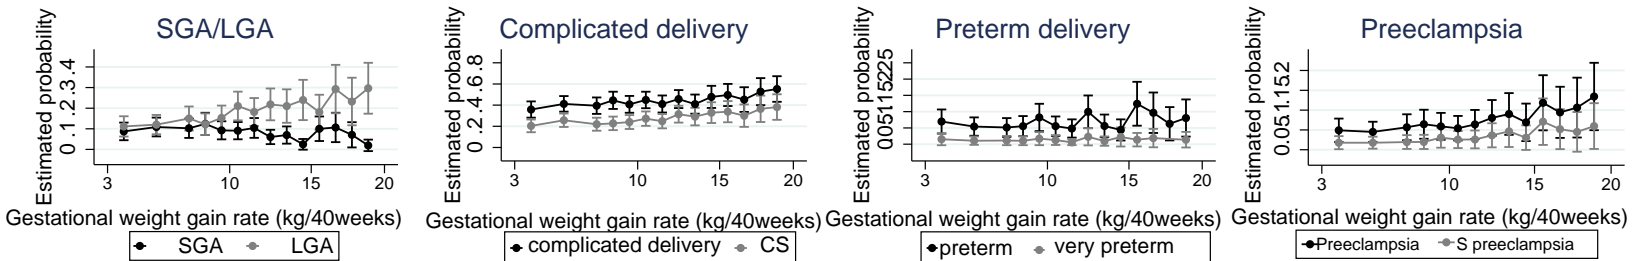 SGA/LGA
Estimated probability
0 .1 .2 .3 .4
3 10 15 20
Gestational weight gain rate (kg/40weeks)
SGA LGA
Complicated delivery
Estimated probability
0 .2 .4 .6 .8
3 10 15 20
Gestational weight gain rate (kg/40weeks)
complicated delivery CS
Preterm delivery
Estimated probability
0 .05 .1 .15 .2 .25
3 10 15 20
Gestational weight gain rate (kg/40weeks)
preterm very preterm
Preeclampsia
Estimated probability
0 .05 .1 .15 .2
3 10 15 20
Gestational weight gain rate (kg/40weeks)
Preeclampsia S preeclampsia